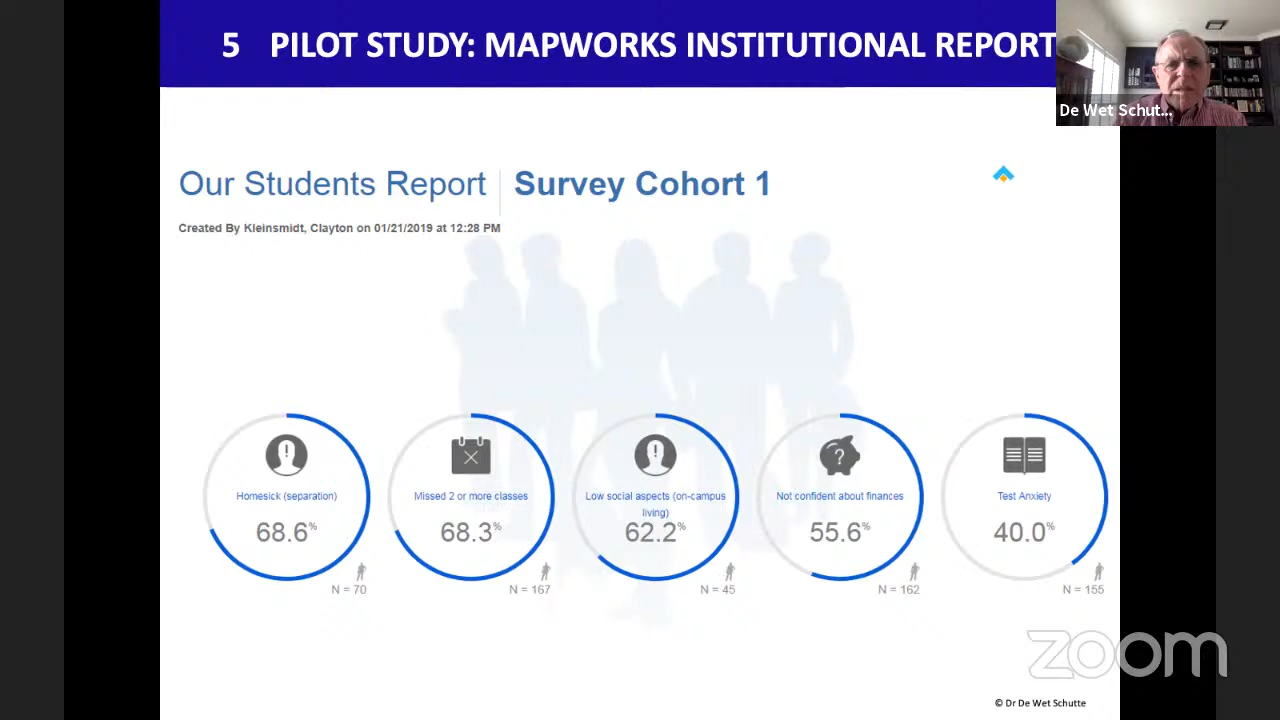 5 PILOT STUDY: MAPWORKS INSTITUTIONAL REPORT
De Wet Schut...
Our Students Report | Survey Cohort 1
Created By Kleinsmidt, Clayton on 01/21/2019 at 12:28 PM
Homesick (separation)
68.6%
N = 70
Missed 2 or more classes
68.3%
N = 167
Low social aspects (on-campus
living)
62.2%
N = 45
Not confident about finances
?
55.6%
N = 162
Test Anxiety
40.0%
N = 155
zoom
© Dr De Wet Schutte